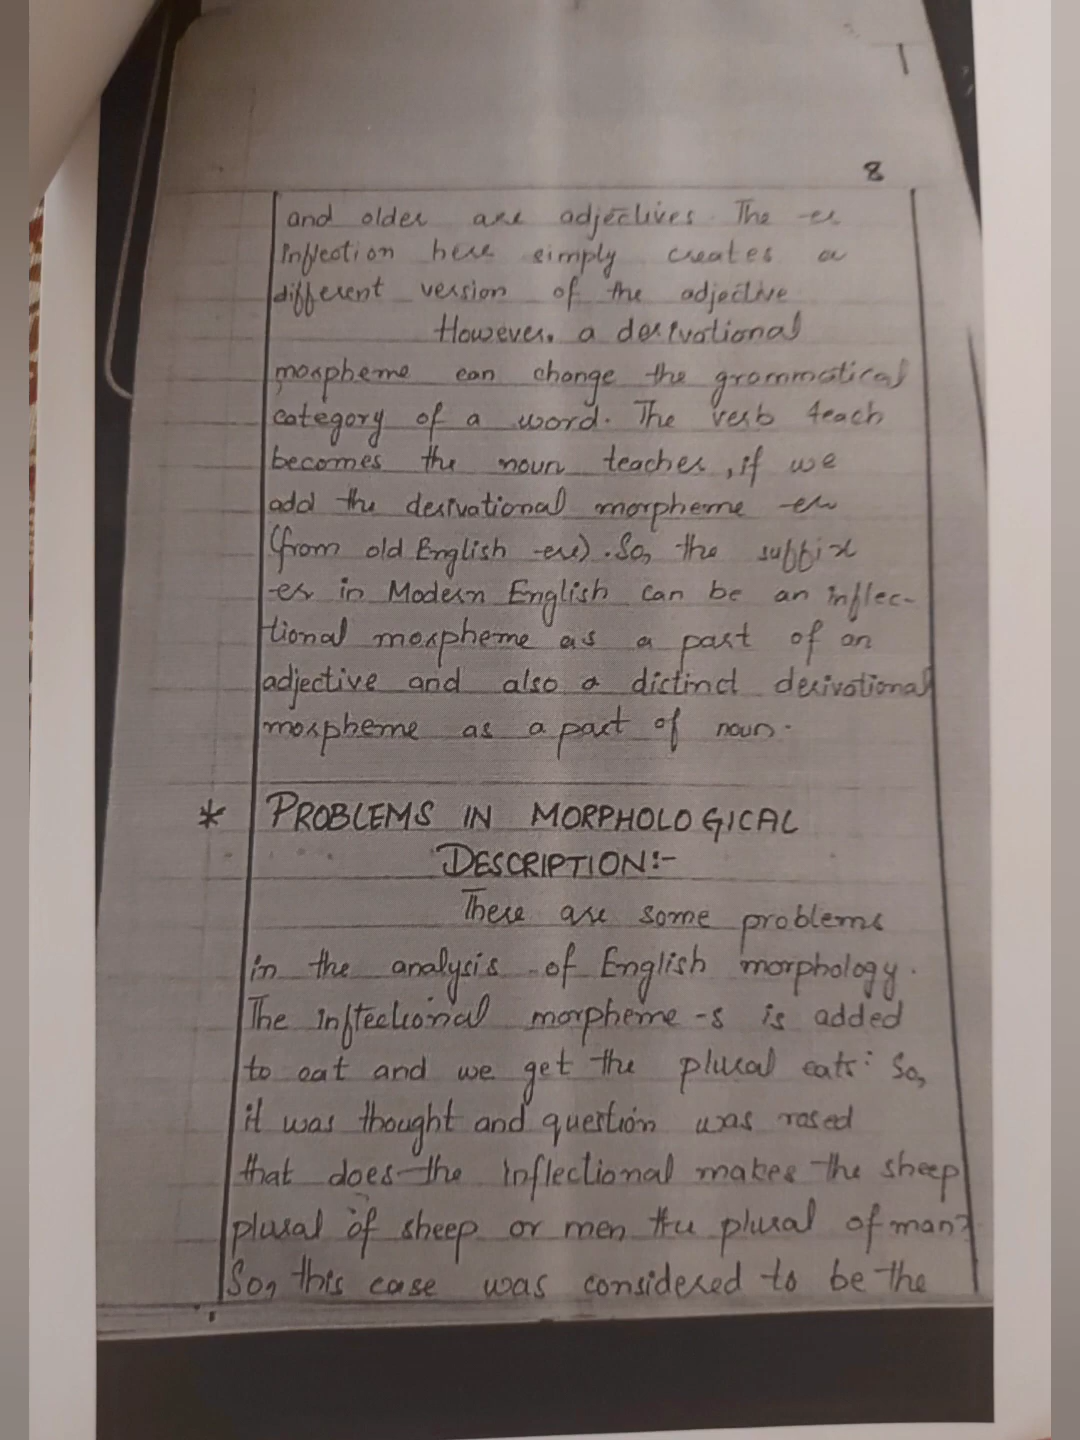 8
and older are adjectives. The -er
inflection here simply creates a
different version of the adjective
However, a derivational
morpheme can change the grammatical
category of a word. The verb teach
becomes the noun teacher, if we
add the derivational morpheme -er
(from old English -ere). So, the suffix
-er in Modern English can be an inflec-
tional morpheme as a part of an
adjective and also a distinct derivational
morpheme as a part of noun.
* PROBLEMS IN MORPHOLOGICAL
DESCRIPTION:-
There are some problems
in the analysis of English morphology.
The inflectional morpheme -s is added
to cat and we get the plural cats. So,
it was thought and question was rased
that does the inflectional makes the sheep
plural of sheep or men the plural of man?
So, this case was considered to be the